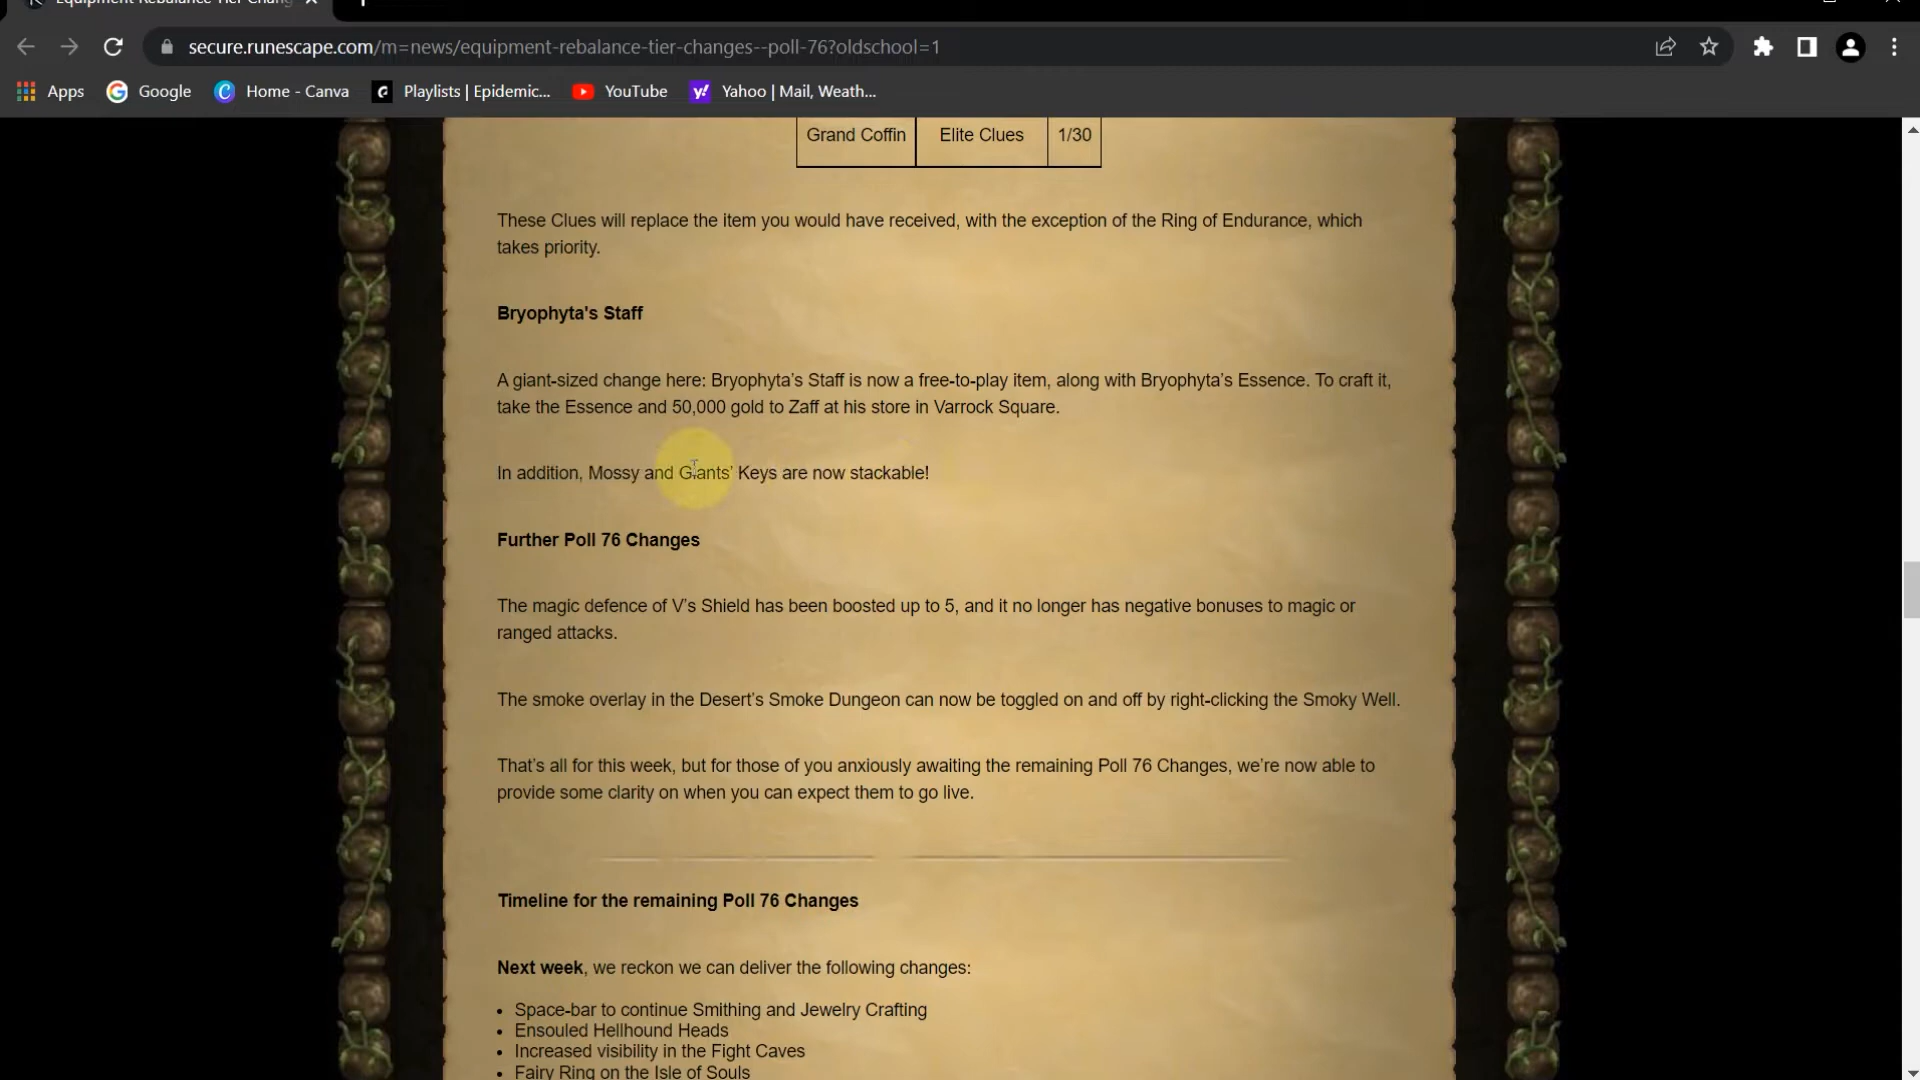 Equipment Rebalance Tier Chang
secure.runescape.com/m=news/equipment-rebalance-tier-changes--poll-76?oldschool=1
Apps Google Home - Canva Playlists | Epidemic... YouTube Yahoo | Mail, Weath...
Grand Coffin Elite Clues 1/30
These Clues will replace the item you would have received, with the exception of the Ring of Endurance, which
takes priority.
Bryophyta's Staff
A giant-sized change here: Bryophyta’s Staff is now a free-to-play item, along with Bryophyta’s Essence. To craft it,
take the Essence and 50,000 gold to Zaff at his store in Varrock Square.
In addition, Mossy and Giants’ Keys are now stackable!
Further Poll 76 Changes
The magic defence of V’s Shield has been boosted up to 5, and it no longer has negative bonuses to magic or
ranged attacks.
The smoke overlay in the Desert’s Smoke Dungeon can now be toggled on and off by right-clicking the Smoky Well.
That’s all for this week, but for those of you anxiously awaiting the remaining Poll 76 Changes, we’re now able to
provide some clarity on when you can expect them to go live.
Timeline for the remaining Poll 76 Changes
Next week, we reckon we can deliver the following changes:
• Space-bar to continue Smithing and Jewelry Crafting
• Ensouled Hellhound Heads
• Increased visibility in the Fight Caves
• Fairy Ring on the Isle of Souls